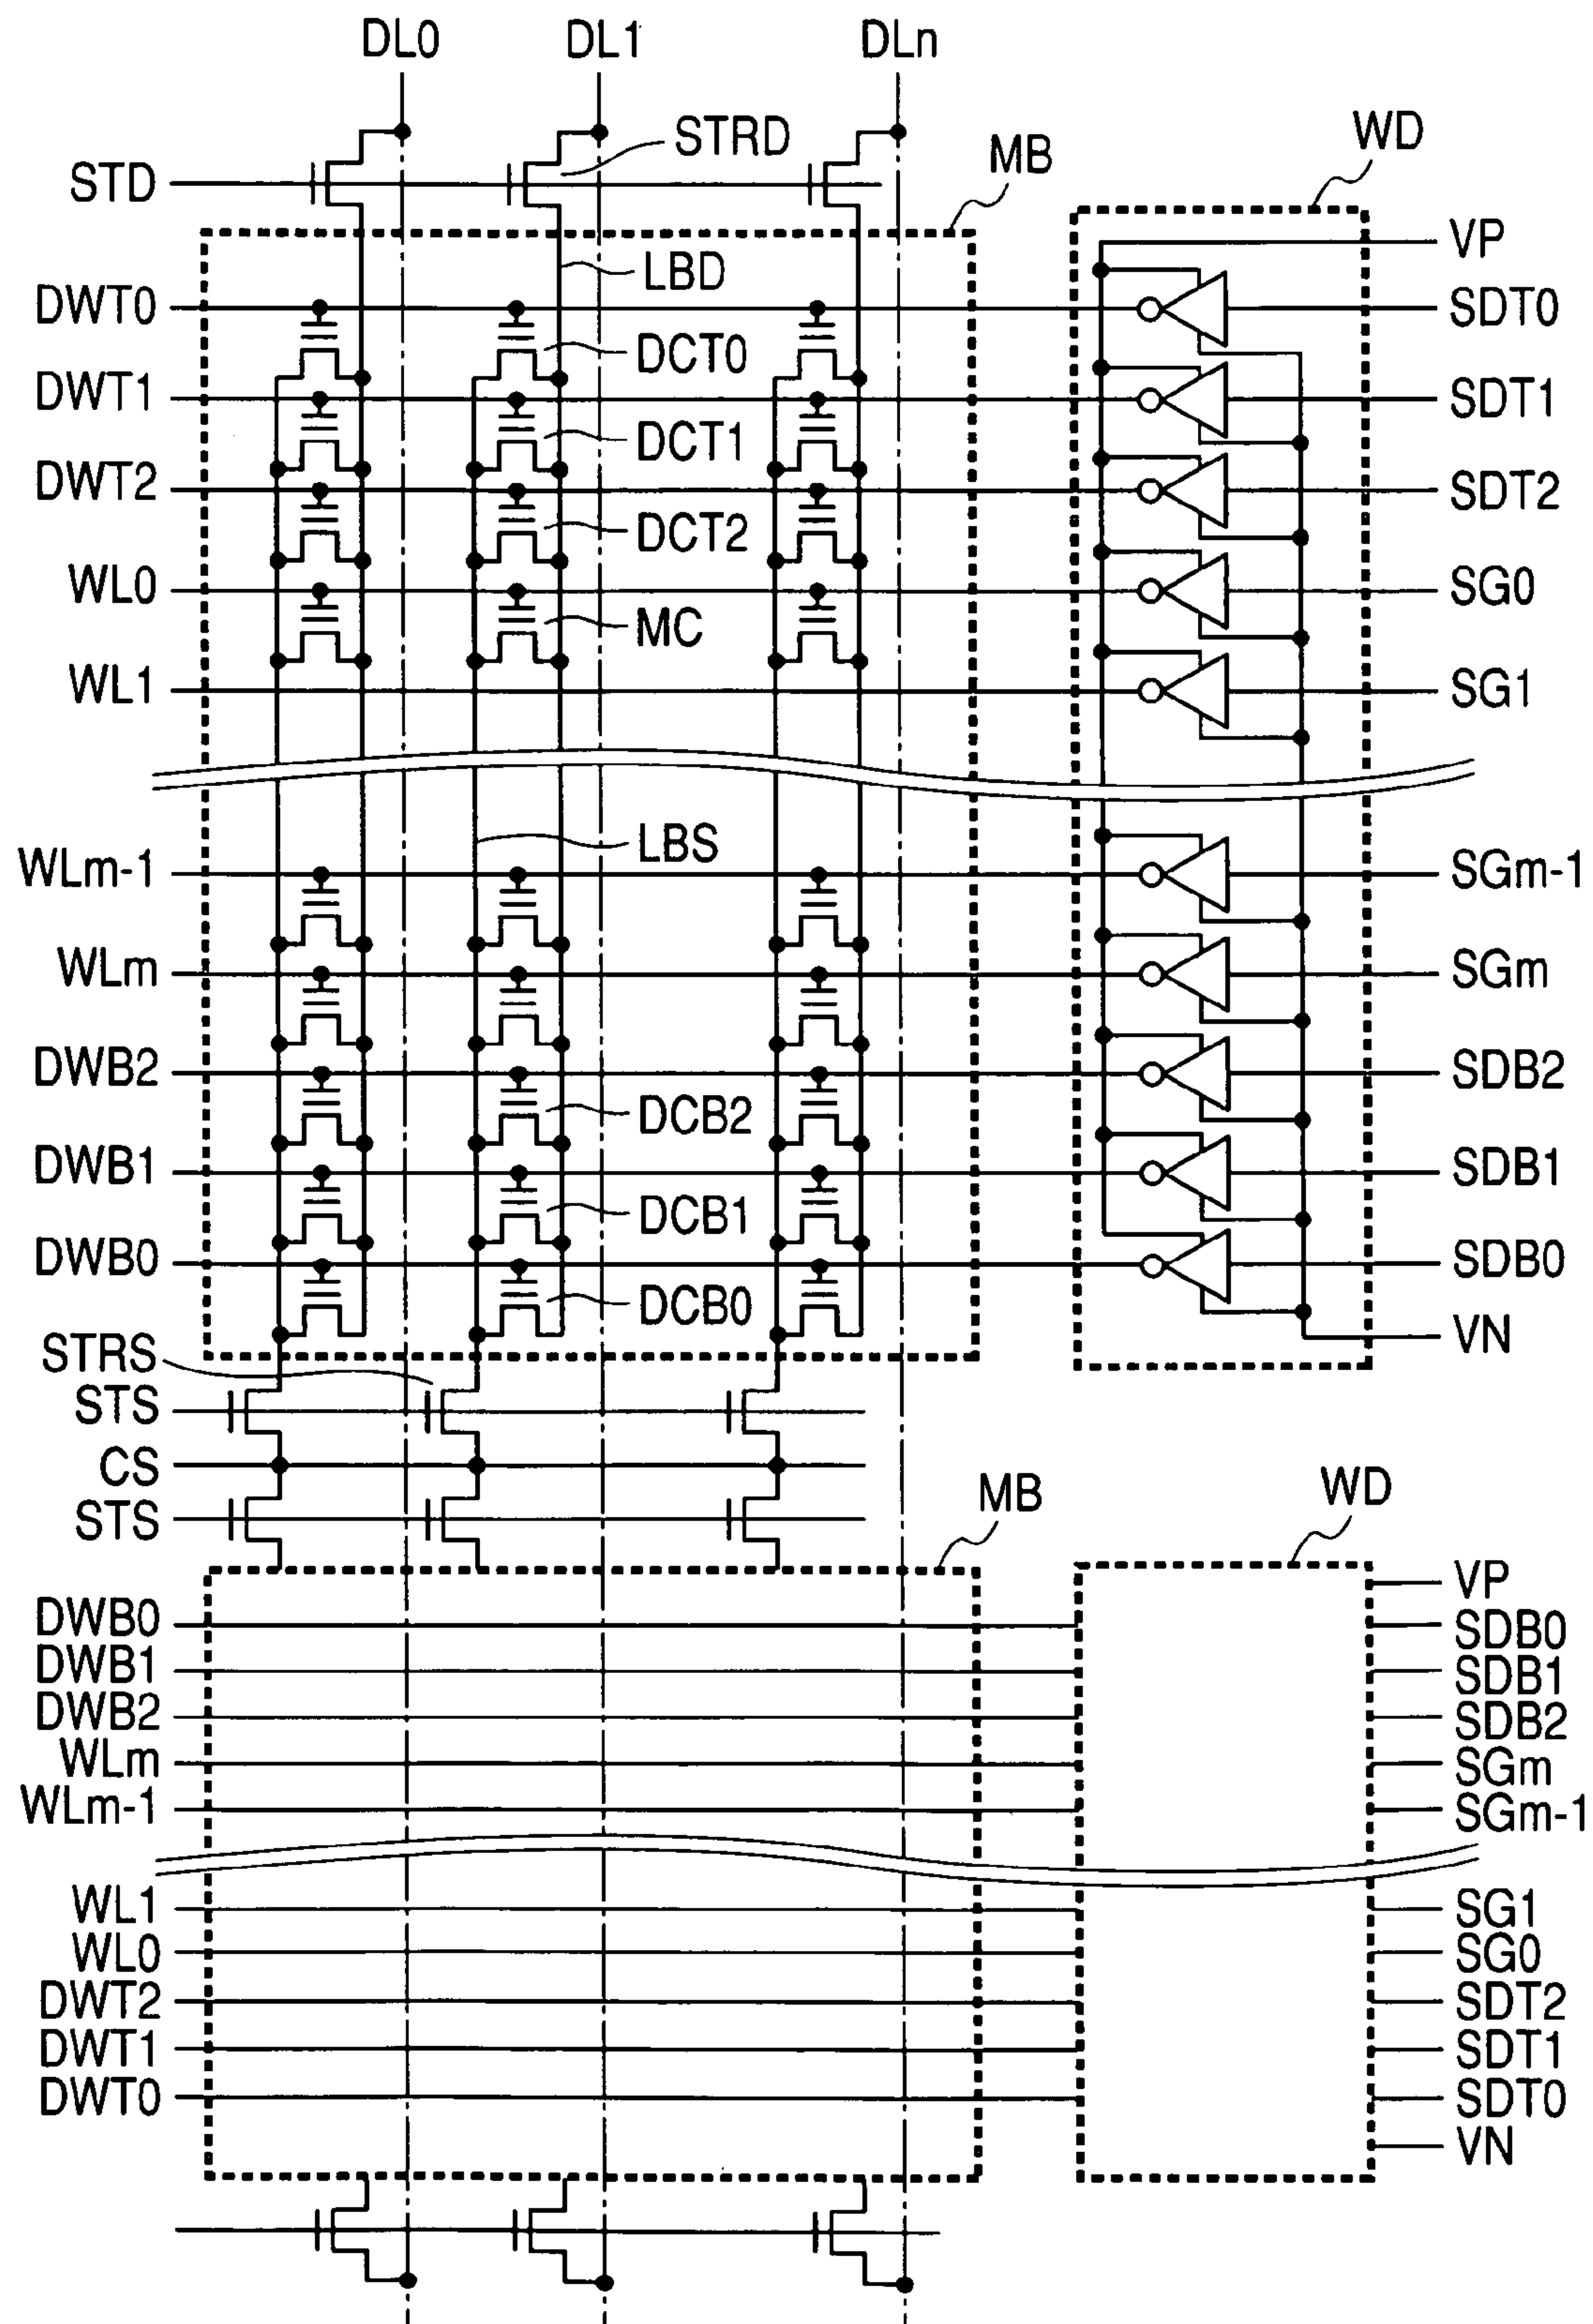 DL0 DL1 DLn
STRD MB WD
STD
VP
LBD
DWT0 SDT0
DCT0
DWT1 SDT1
DCT1
DWT2 SDT2
DCT2
WL0 SG0
MC
WL1 SG1
LBS
WLm-1 SGm-1
WLm SGm
DWB2 SDB2
DCB2
DWB1 SDB1
DCB1
DWB0 SDB0
DCB0
VN
STRS
STS
CS
MB WD
STS
VP
DWB0 SDB0
DWB1 SDB1
DWB2 SDB2
WLm SGm
WLm-1 SGm-1
WL1 SG1
WL0 SG0
DWT2 SDT2
DWT1 SDT1
DWT0 SDT0
VN